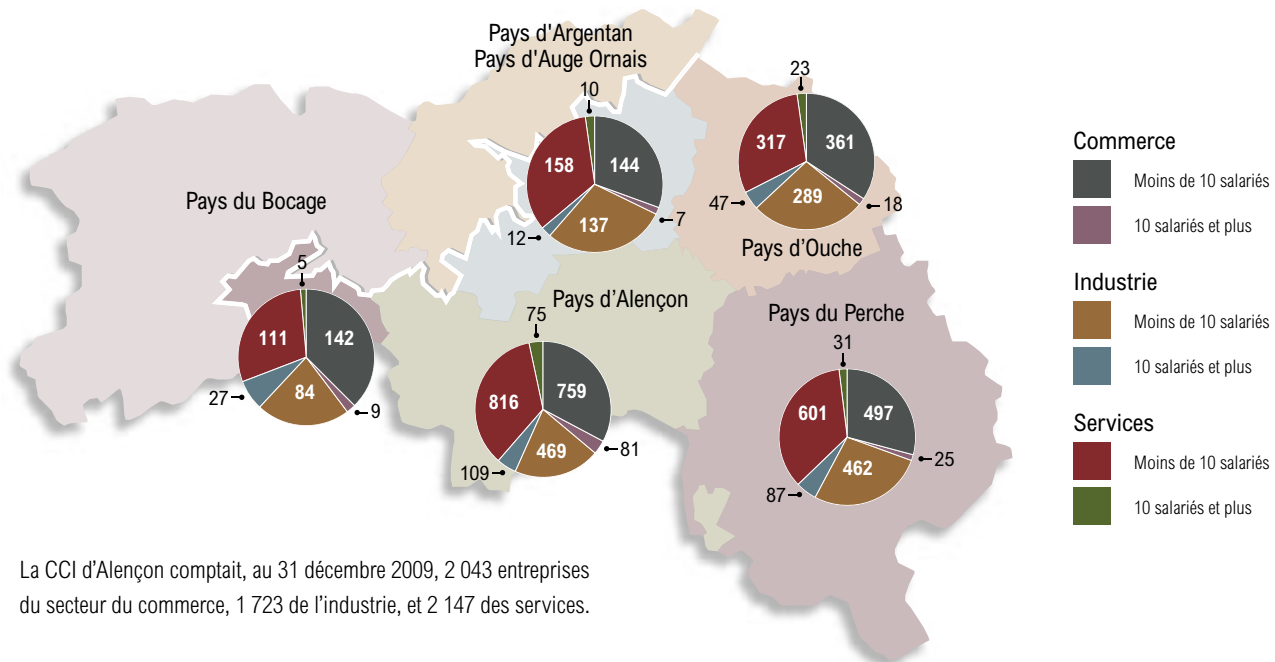 Pays d'Argentan
Pays d'Auge Ornais
10
158
144
12
137
7
23
317
361
47
289
18
Pays d'Ouche
Pays du Bocage
5
111
142
27
84
9
Pays d'Alençon
75
816
759
109
469
81
Pays du Perche
31
601
497
87
462
25
Commerce
Moins de 10 salariés
10 salariés et plus
Industrie
Moins de 10 salariés
10 salariés et plus
Services
Moins de 10 salariés
10 salariés et plus
La CCI d'Alençon comptait, au 31 décembre 2009, 2 043 entreprises
du secteur du commerce, 1 723 de l'industrie, et 2 147 des services.